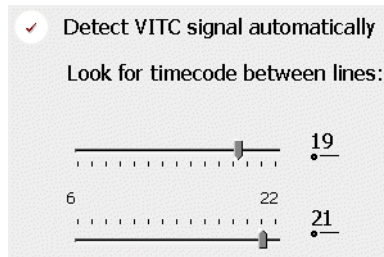 Detect VITC signal automatically
Look for timecode between lines:
19
6 22
21